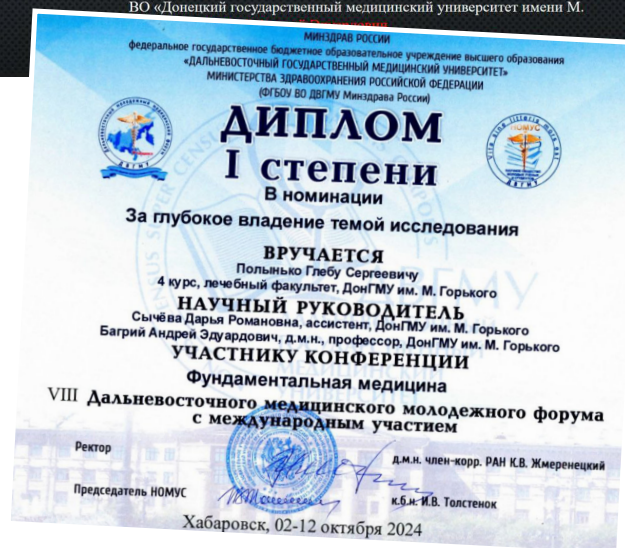 ВО «Донецкий государственный медицинский университет имени М.
МИНЗДРАВ РОССИИ
федеральное государственное бюджетное образовательное учреждение высшего образования
«ДАЛЬНЕВОСТОЧНЫЙ ГОСУДАРСТВЕННЫЙ МЕДИЦИНСКИЙ УНИВЕРСИТЕТ»
МИНИСТЕРСТВА ЗДРАВООХРАНЕНИЯ РОССИЙСКОЙ ФЕДЕРАЦИИ
(ФГБОУ ВО ДВГМУ Минздрава России)
ДИПЛОМ
I степени
ДВГМУ
НОМУС
ДВГМУ
В номинации
За глубокое владение темой исследования
ВРУЧАЕТСЯ
Полынько Глебу Сергеевичу
4 курс, лечебный факультет, ДонГМУ им. М. Горького
НАУЧНЫЙ РУКОВОДИТЕЛЬ
Сычёва Дарья Романовна, ассистент, ДонГМУ им. М. Горького
Багрий Андрей Эдуардович, д.м.н., профессор, ДонГМУ им. М. Горького
УЧАСТНИКУ КОНФЕРЕНЦИИ
Фундаментальная медицина
VIII Дальневосточного медицинского молодежного форума
с международным участием
Ректор
д.м.н. член-корр. РАН К.В. Жмеренецкий
Председатель НОМУС
к.б.н. И.В. Толстенок
Хабаровск, 02-12 октября 2024